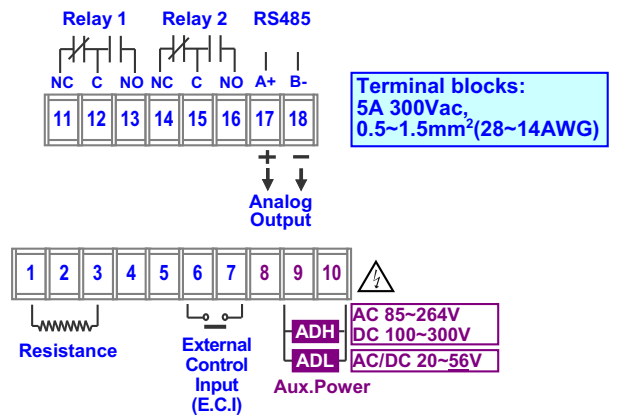 Relay 1 Relay 2 RS485
NC C NO NC C NO A+ B-
11 12 13 14 15 16 17 18
Terminal blocks:
5A 300Vac,
0.5~1.5mm²(28~14AWG)
+ −
Analog
Output
1 2 3 4 5 6 7 8 9 10
Resistance
External
Control
Input
(E.C.I)
ADH
AC 85~264V
DC 100~300V
ADL
AC/DC 20~56V
Aux.Power